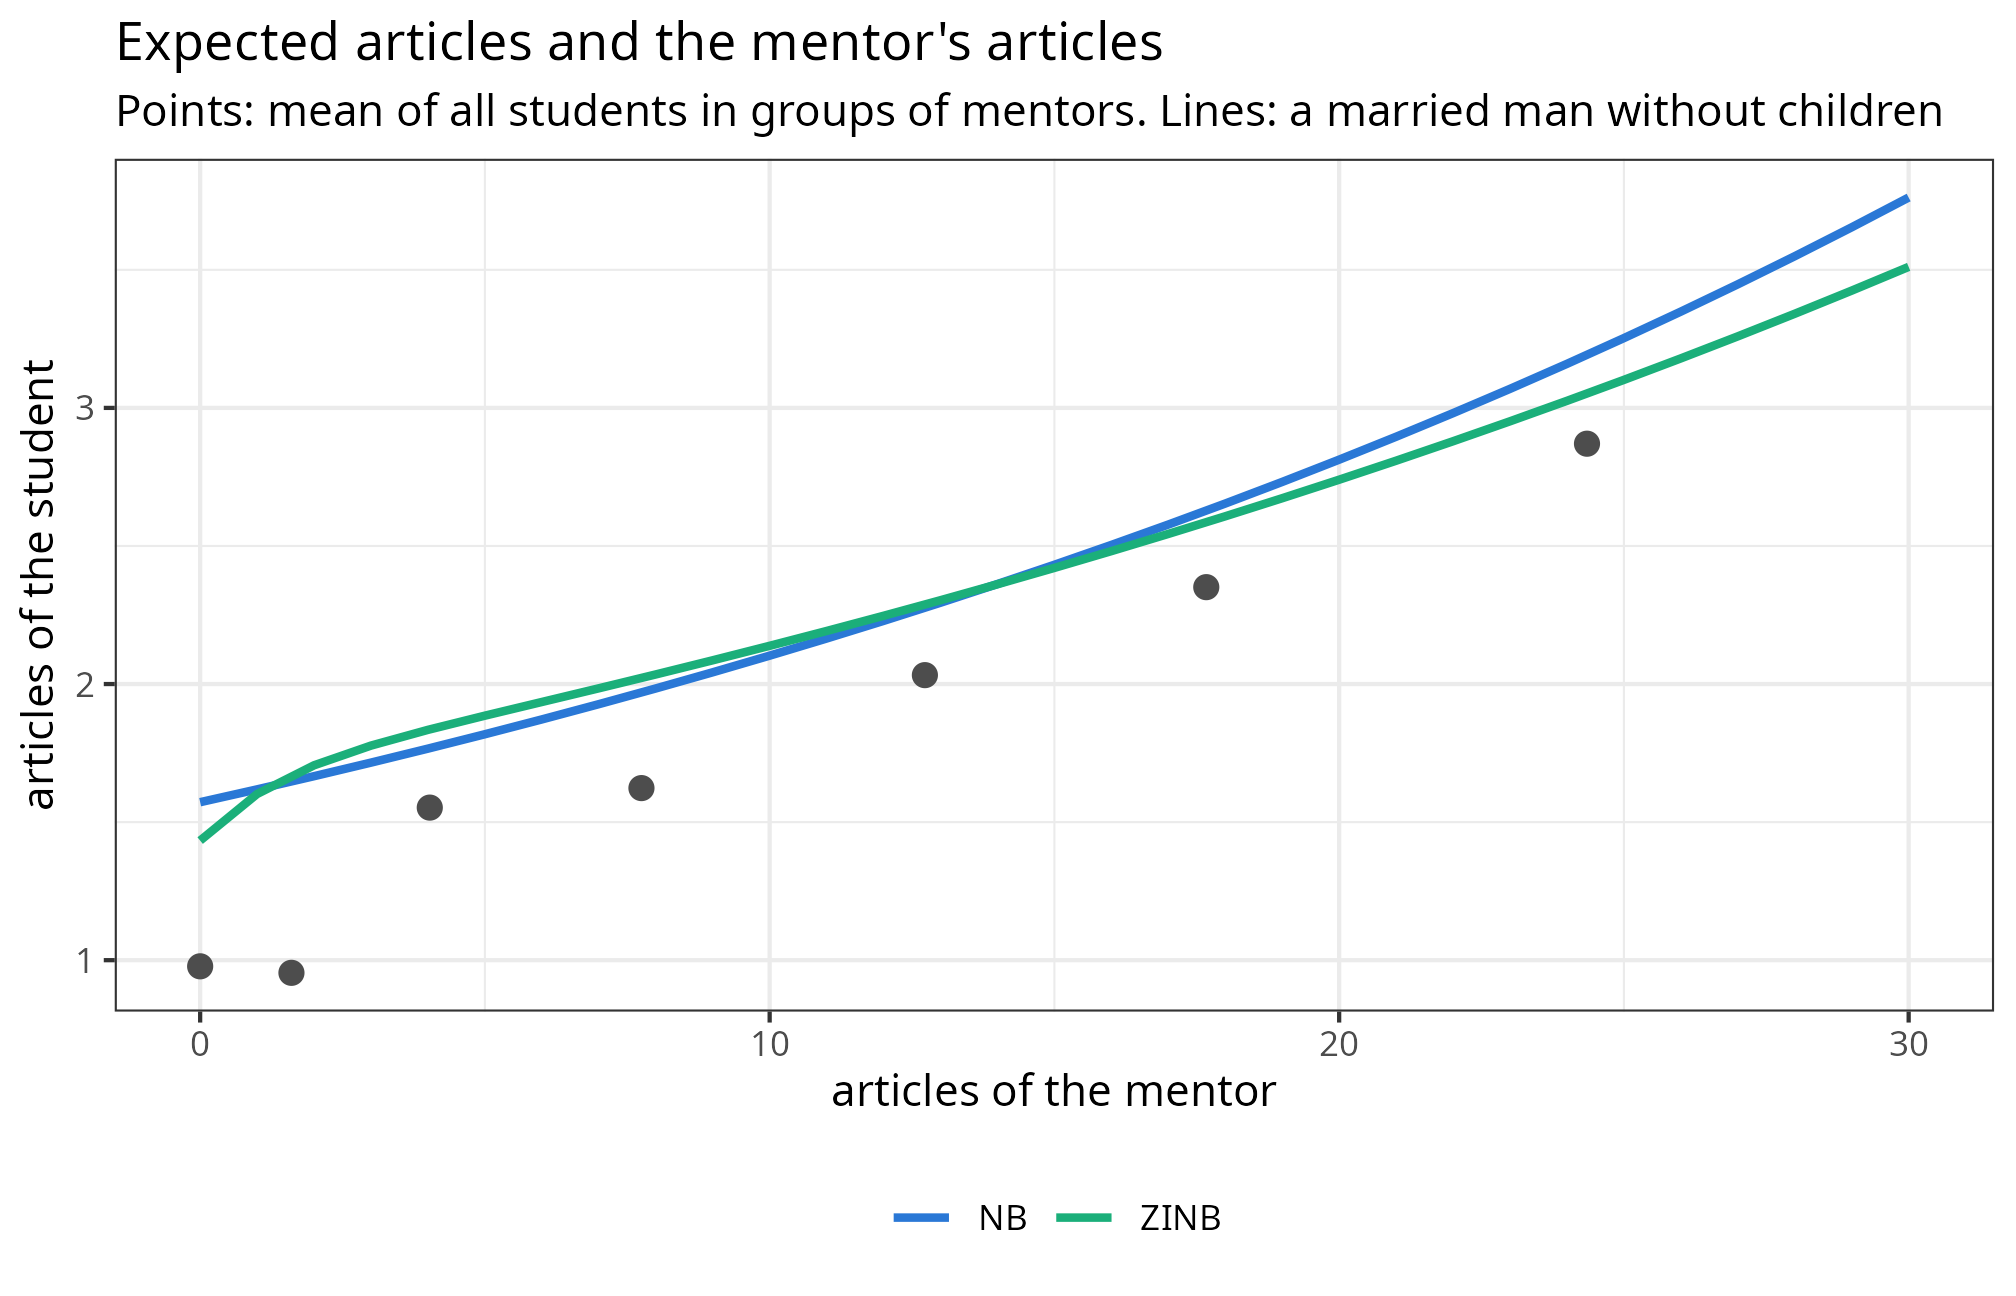 Expected articles and the mentor's articles
Points: mean of all students in groups of mentors. Lines: a married man without children
articles of the student
3
2
1
0 10 20 30
articles of the mentor
NB ZINB